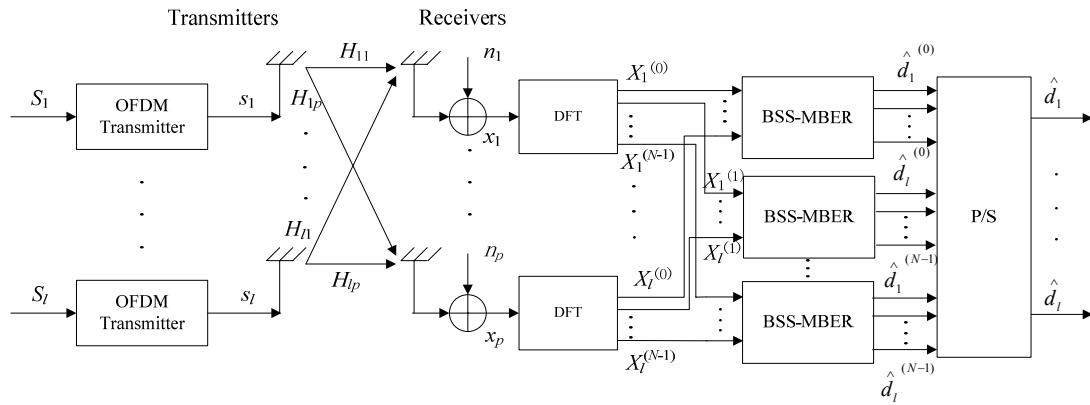 Transmitters
Receivers
S₁
OFDM
Transmitter
s₁
H₁₁
H₁ₚ
n₁
x₁
DFT
X₁⁽⁰⁾
X₁⁽ᴺ⁻¹⁾
BSS-MBER
d̂₁⁽⁰⁾
d̂ₗ⁽⁰⁾
d̂₁
X₁⁽¹⁾
Xₗ⁽¹⁾
BSS-MBER
P/S
Sₗ
OFDM
Transmitter
sₗ
Hₗ₁
Hₗₚ
nₚ
xₚ
DFT
Xₗ⁽⁰⁾
Xₗ⁽ᴺ⁻¹⁾
BSS-MBER
d̂₁⁽ᴺ⁻¹⁾
d̂ₗ⁽ᴺ⁻¹⁾
d̂ₗ